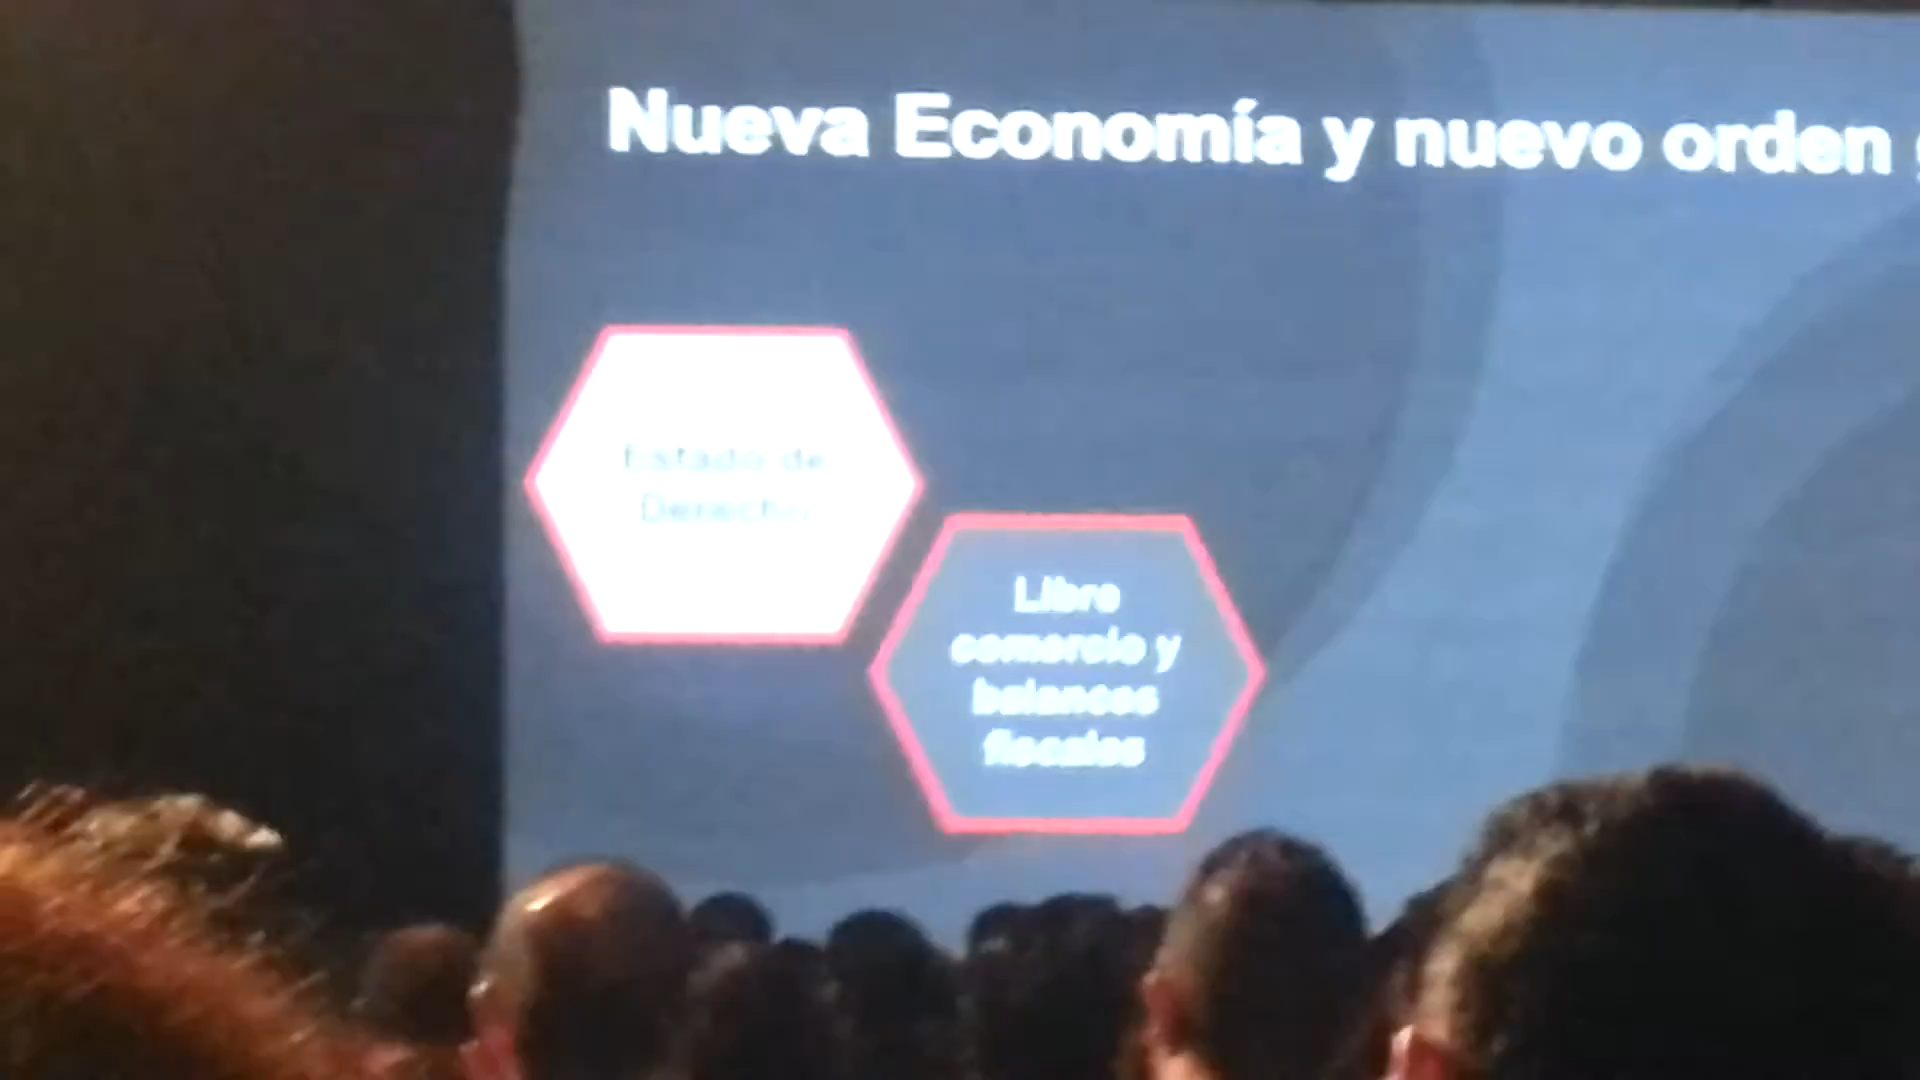 Nueva Economía y nuevo orden
Estado de
Derecho
Libre
comercio y
balances
fiscales